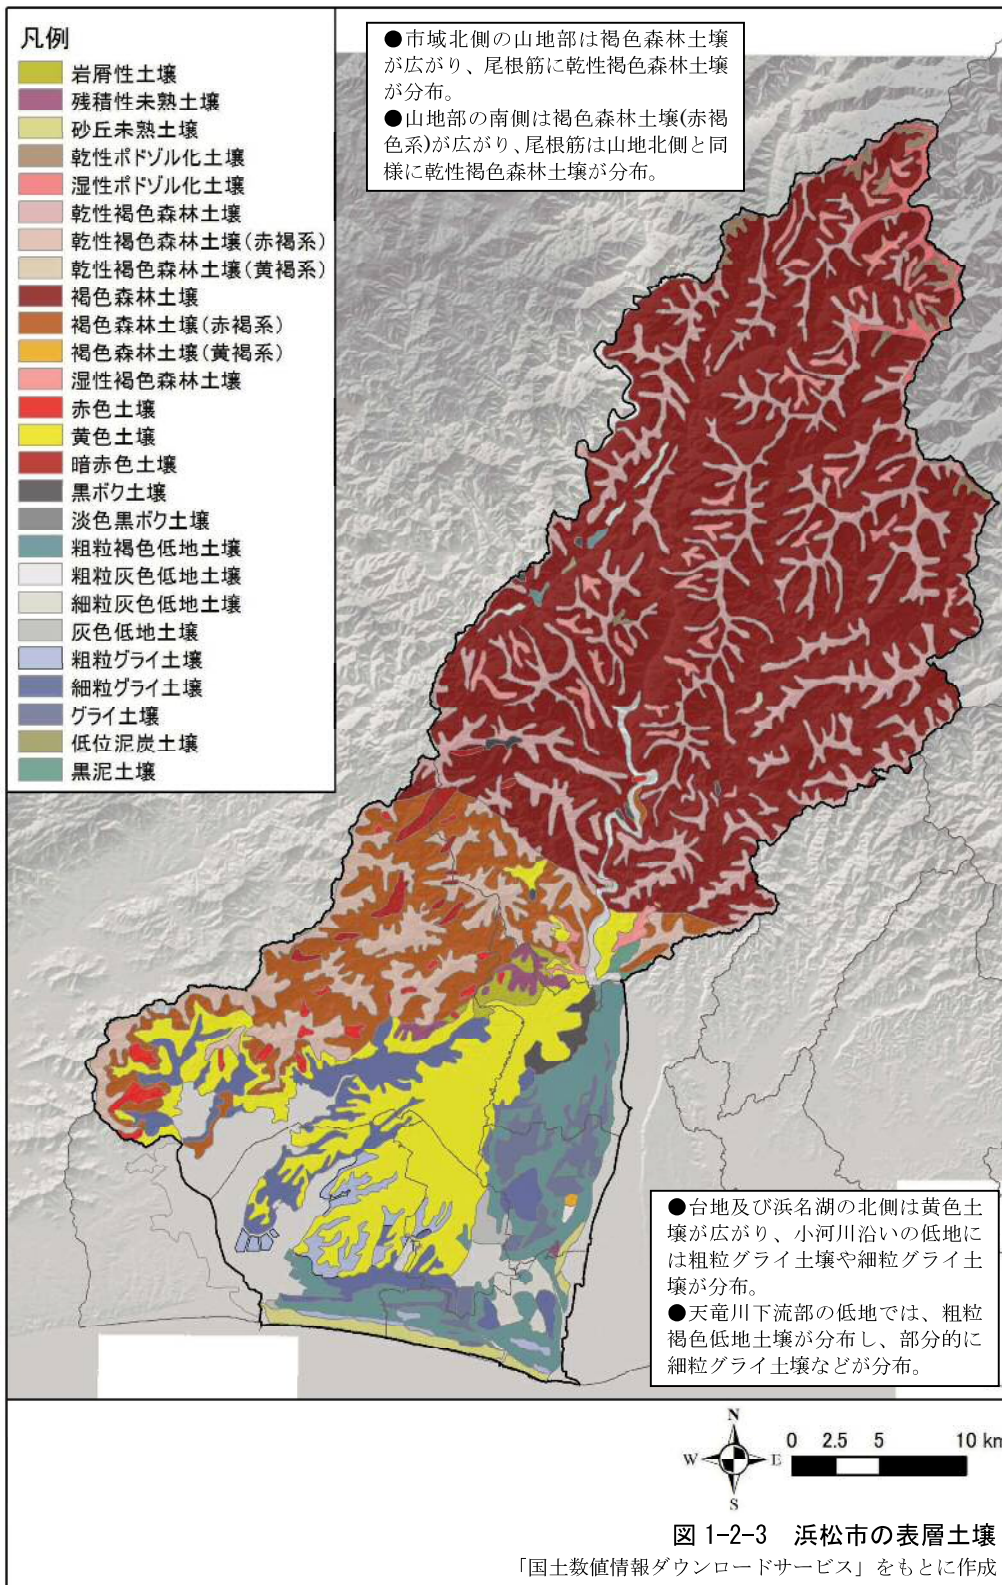 凡例
岩屑性土壌
残積性未熟土壌
砂丘未熟土壌
乾性ポドゾル化土壌
湿性ポドゾル化土壌
乾性褐色森林土壌
乾性褐色森林土壌(赤褐系)
乾性褐色森林土壌(黄褐系)
褐色森林土壌
褐色森林土壌(赤褐系)
褐色森林土壌(黄褐系)
湿性褐色森林土壌
赤色土壌
黄色土壌
暗赤色土壌
黒ボク土壌
淡色黒ボク土壌
粗粒褐色低地土壌
粗粒灰色低地土壌
細粒灰色低地土壌
灰色低地土壌
粗粒グライ土壌
細粒グライ土壌
グライ土壌
低位泥炭土壌
黒泥土壌
●市域北側の山地部は褐色森林土壌
が広がり、尾根筋に乾性褐色森林土壌
が分布。
●山地部の南側は褐色森林土壌(赤褐
色系)が広がり、尾根筋は山地北側と同
様に乾性褐色森林土壌が分布。
●台地及び浜名湖の北側は黄色土
壌が広がり、小河川沿いの低地に
は粗粒グライ土壌や細粒グライ土
壌が分布。
●天竜川下流部の低地では、粗粒
褐色低地土壌が分布し、部分的に
細粒グライ土壌などが分布。
N
W E
S
0 2.5 5 10 km
図 1-2-3 浜松市の表層土壌
「国土数値情報ダウンロードサービス」をもとに作成